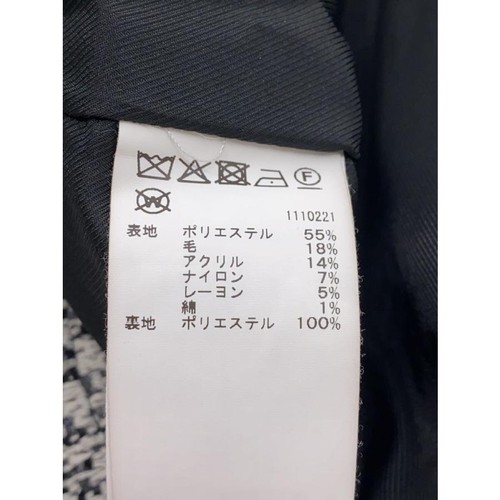 F
W
1110221
表地 ポリエステル 55%
毛 18%
アクリル 14%
ナイロン 7%
レーヨン 5%
綿 1%
裏地 ポリエステル 100%